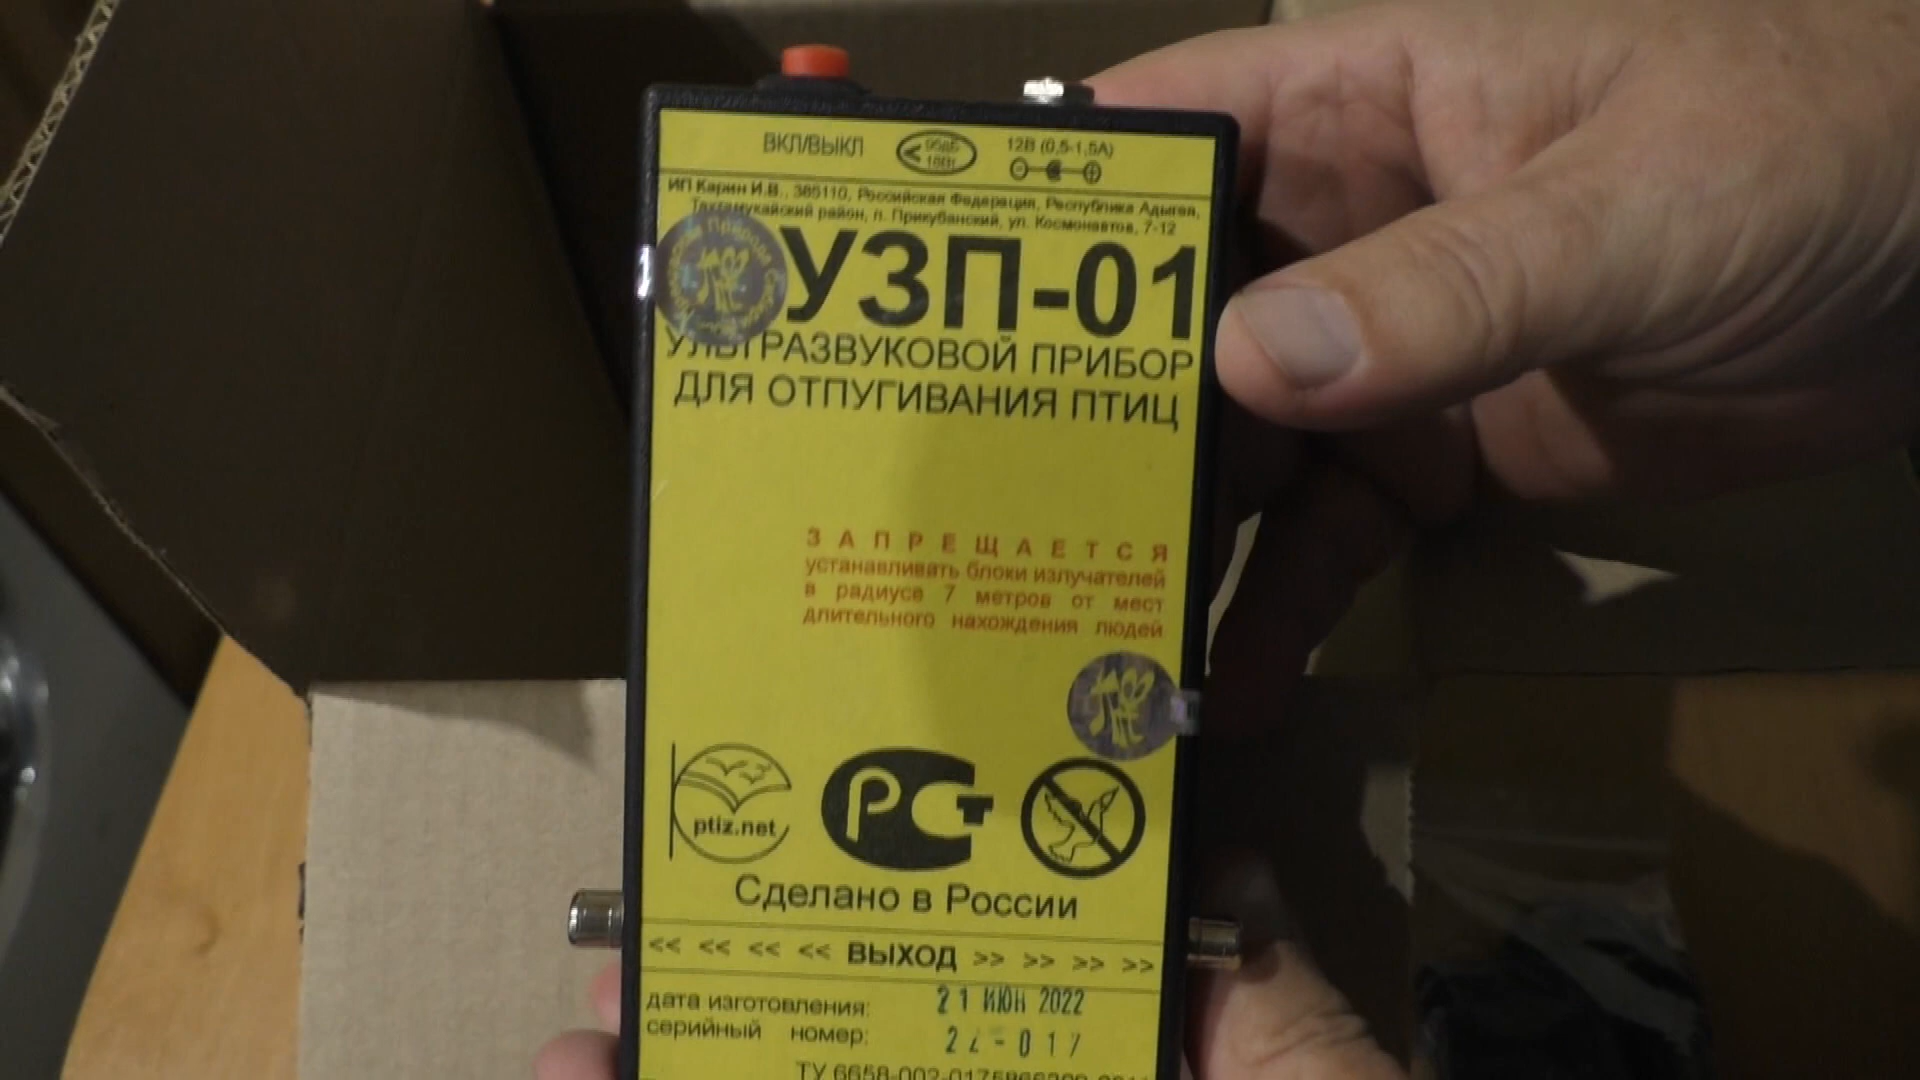 ВКЛ/ВЫКЛ
12В (0,5-1,5А)
ИП Карин И.В., 385110, Российская Федерация, Республика Адыгея,
Тахтамукайский район, п. Прикубанский, ул. Космонавтов, 7-12
УЗП-01
УЛЬТРАЗВУКОВОЙ ПРИБОР
ДЛЯ ОТПУГИВАНИЯ ПТИЦ
ЗАПРЕЩАЕТСЯ
устанавливать блоки излучателей
в радиусе 7 метров от мест
длительного нахождения людей
ptiz.net
РСТ
Сделано в России
<< << << << ВЫХОД >> >> >> >>
дата изготовления: 21 ИЮН 2022
серийный номер:
ТУ